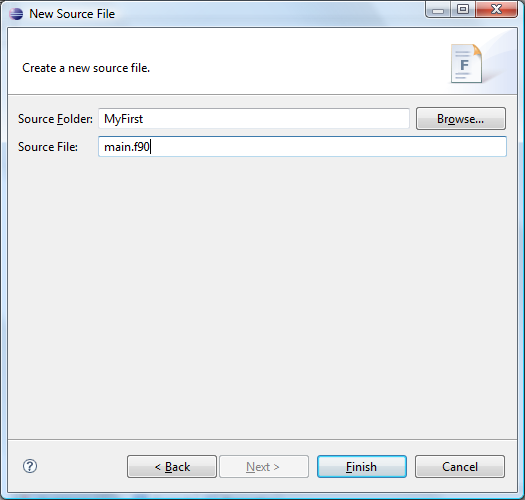 New Source File
Create a new source file.
F
Source Folder: MyFirst Browse...
Source File: main.f90
? < Back Next > Finish Cancel